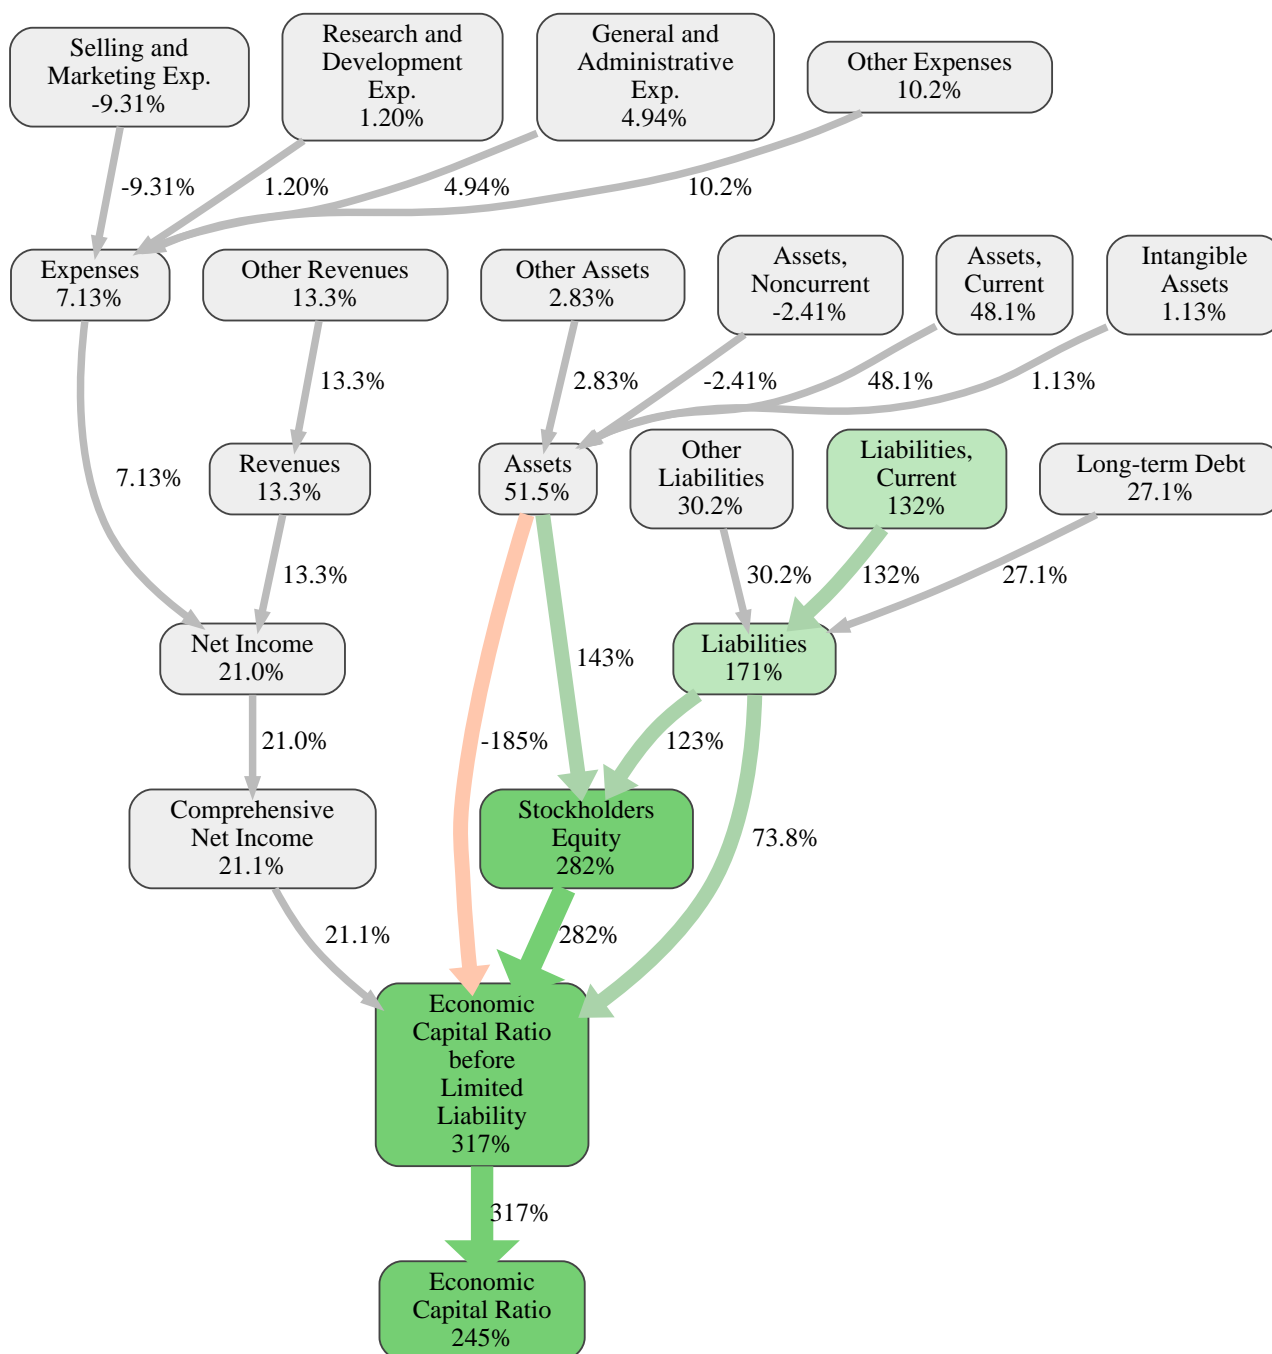 Selling and
Marketing Exp.
-9.31%
Research and
Development
Exp.
1.20%
General and
Administrative
Exp.
4.94%
Other Expenses
10.2%
-9.31%
1.20%
4.94%
10.2%
Expenses
7.13%
Other Revenues
13.3%
Other Assets
2.83%
Assets,
Noncurrent
-2.41%
Assets,
Current
48.1%
Intangible
Assets
1.13%
13.3%
2.83%
-2.41%
48.1%
1.13%
7.13%
Revenues
13.3%
Assets
51.5%
Other
Liabilities
30.2%
Liabilities,
Current
132%
Long-term Debt
27.1%
13.3%
30.2%
132%
27.1%
Net Income
21.0%
143%
Liabilities
171%
21.0%
-185%
123%
Comprehensive
Net Income
21.1%
Stockholders
Equity
282%
73.8%
21.1%
282%
Economic
Capital Ratio
before
Limited
Liability
317%
317%
Economic
Capital Ratio
245%